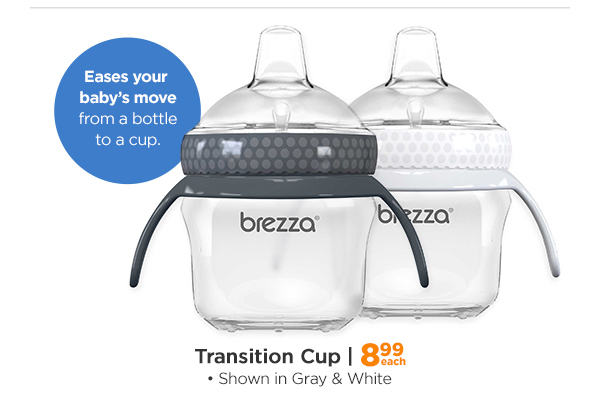 Eases your
baby's move
from a bottle
to a cup.
brezza®
brezza®
Transition Cup | 8.99 each
• Shown in Gray & White